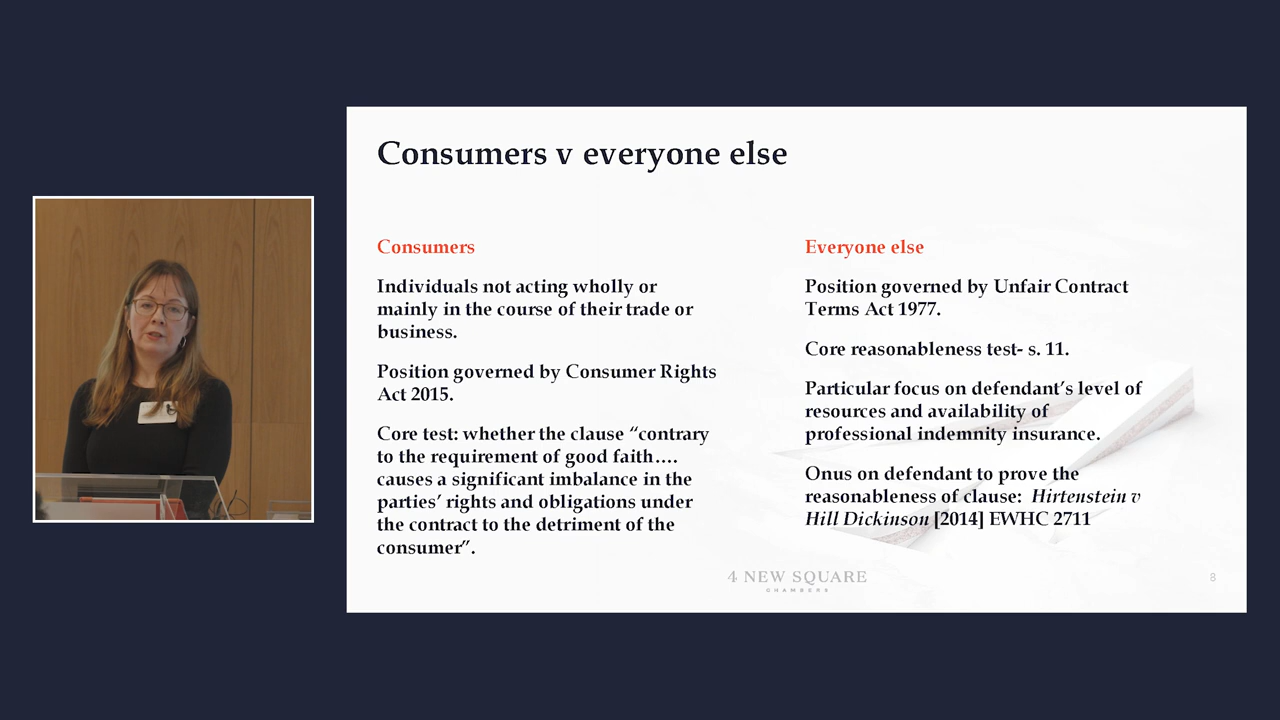 Consumers v everyone else
Consumers
Individuals not acting wholly or
mainly in the course of their trade or
business.
Position governed by Consumer Rights
Act 2015.
Core test: whether the clause “contrary
to the requirement of good faith….
causes a significant imbalance in the
parties’ rights and obligations under
the contract to the detriment of the
consumer”.
Everyone else
Position governed by Unfair Contract
Terms Act 1977.
Core reasonableness test- s. 11.
Particular focus on defendant’s level of
resources and availability of
professional indemnity insurance.
Onus on defendant to prove the
reasonableness of clause: Hirtenstein v
Hill Dickinson [2014] EWHC 2711
4 NEW SQUARE
CHAMBERS
8